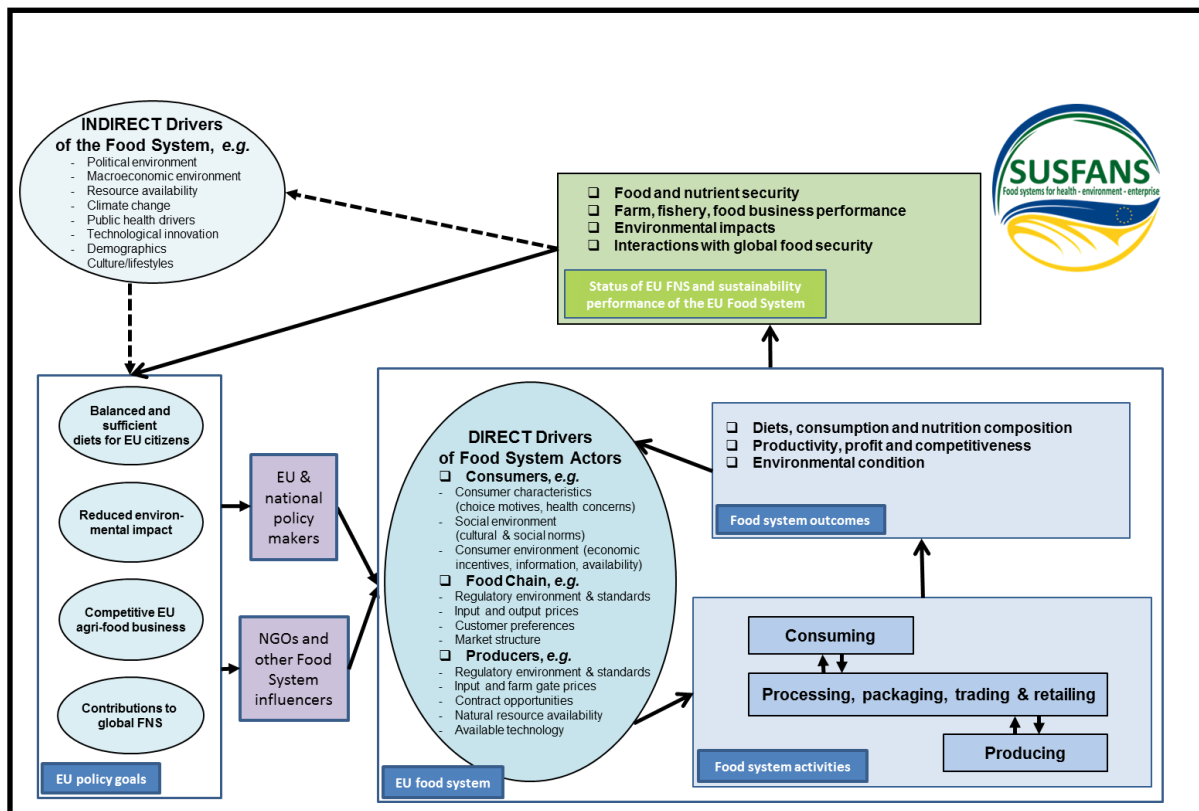 INDIRECT Drivers
of the Food System, e.g.
- Political environment
- Macroeconomic environment
- Resource availability
- Climate change
- Public health drivers
- Technological innovation
- Demographics
- Culture/lifestyles
❑ Food and nutrient security
❑ Farm, fishery, food business performance
❑ Environmental impacts
❑ Interactions with global food security
Status of EU FNS and sustainability
performance of the EU Food System
SUSFANS
Food systems for health - environment - enterprise
Balanced and
sufficient
diets for EU citizens
Reduced environ-
mental impact
Competitive EU
agri-food business
Contributions to
global FNS
EU policy goals
EU &
national
policy
makers
NGOs and
other Food
System
influencers
DIRECT Drivers
of Food System Actors
❑ Consumers, e.g.
- Consumer characteristics
(choice motives, health concerns)
- Social environment
(cultural & social norms)
- Consumer environment (economic
incentives, information, availability)
❑ Food Chain, e.g.
- Regulatory environment & standards
- Input and output prices
- Customer preferences
- Market structure
❑ Producers, e.g.
- Regulatory environment & standards
- Input and farm gate prices
- Contract opportunities
- Natural resource availability
- Available technology
EU food system
❑ Diets, consumption and nutrition composition
❑ Productivity, profit and competitiveness
❑ Environmental condition
Food system outcomes
Consuming
Processing, packaging, trading & retailing
Producing
Food system activities